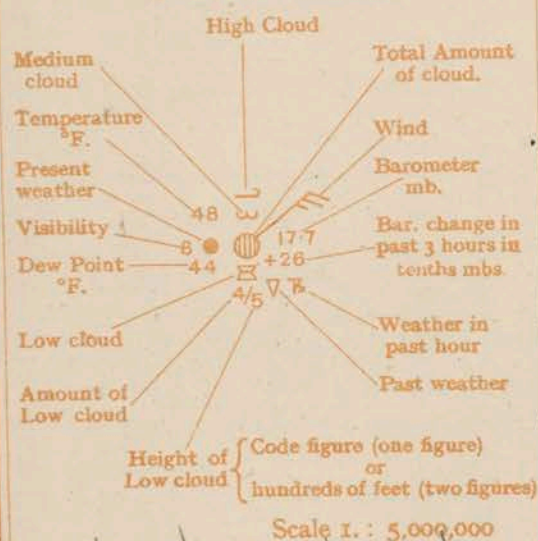 High Cloud
Medium
cloud
Total Amount
of cloud.
Temperature
°F.
Wind
Present
weather
Barometer
mb.
48
Visibility
6
17·7
Bar. change in
past 3 hours in
tenths mbs.
+26
Dew Point
°F.
44
4/5
Low cloud
Weather in
past hour
Amount of
Low cloud
Past weather
Height of
Low cloud
Code figure (one figure)
or
hundreds of feet (two figures)
Scale 1. : 5,000,000